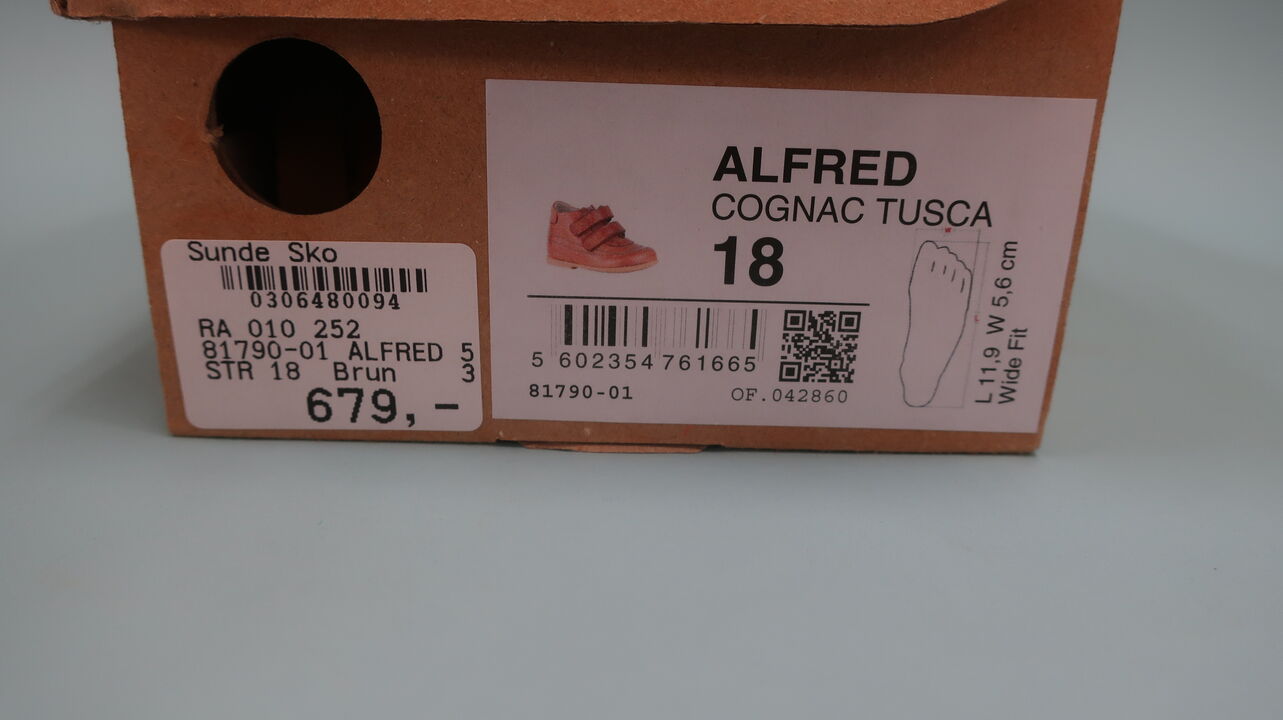 Sunde Sko
0306480094
RA 010 252
81790-01 ALFRED 5
STR 18 Brun 3
679,-
ALFRED
COGNAC TUSCA
18
5 602354 761665
81790-01 OF.042860
L 11,9 W 5,6 cm
Wide Fit